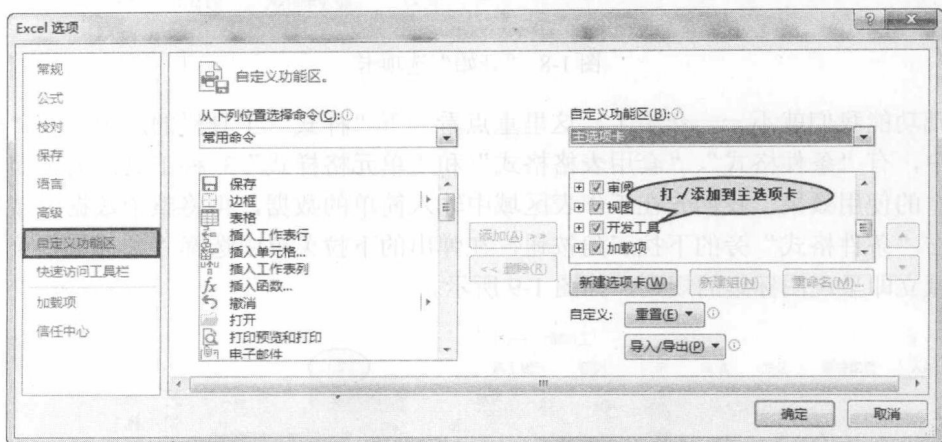 Excel 选项
常规
公式
校对
保存
语言
高级
自定义功能区
快速访问工具栏
加载项
信任中心
自定义功能区。
从下列位置选择命令(C):
常用命令
保存
边框
表格
插入工作表行
插入单元格...
插入工作表列
fx 插入函数...
撤消
打开
打印预览和打印
电子邮件
添加(A) >>
<< 删除(R)
自定义功能区(B):
主选项卡
审阅
视图
开发工具
加载项
打✓添加到主选项卡
新建选项卡(W)
新建组(N)
重命名(M)...
自定义:
重置(E)
导入/导出(P)
确定
取消